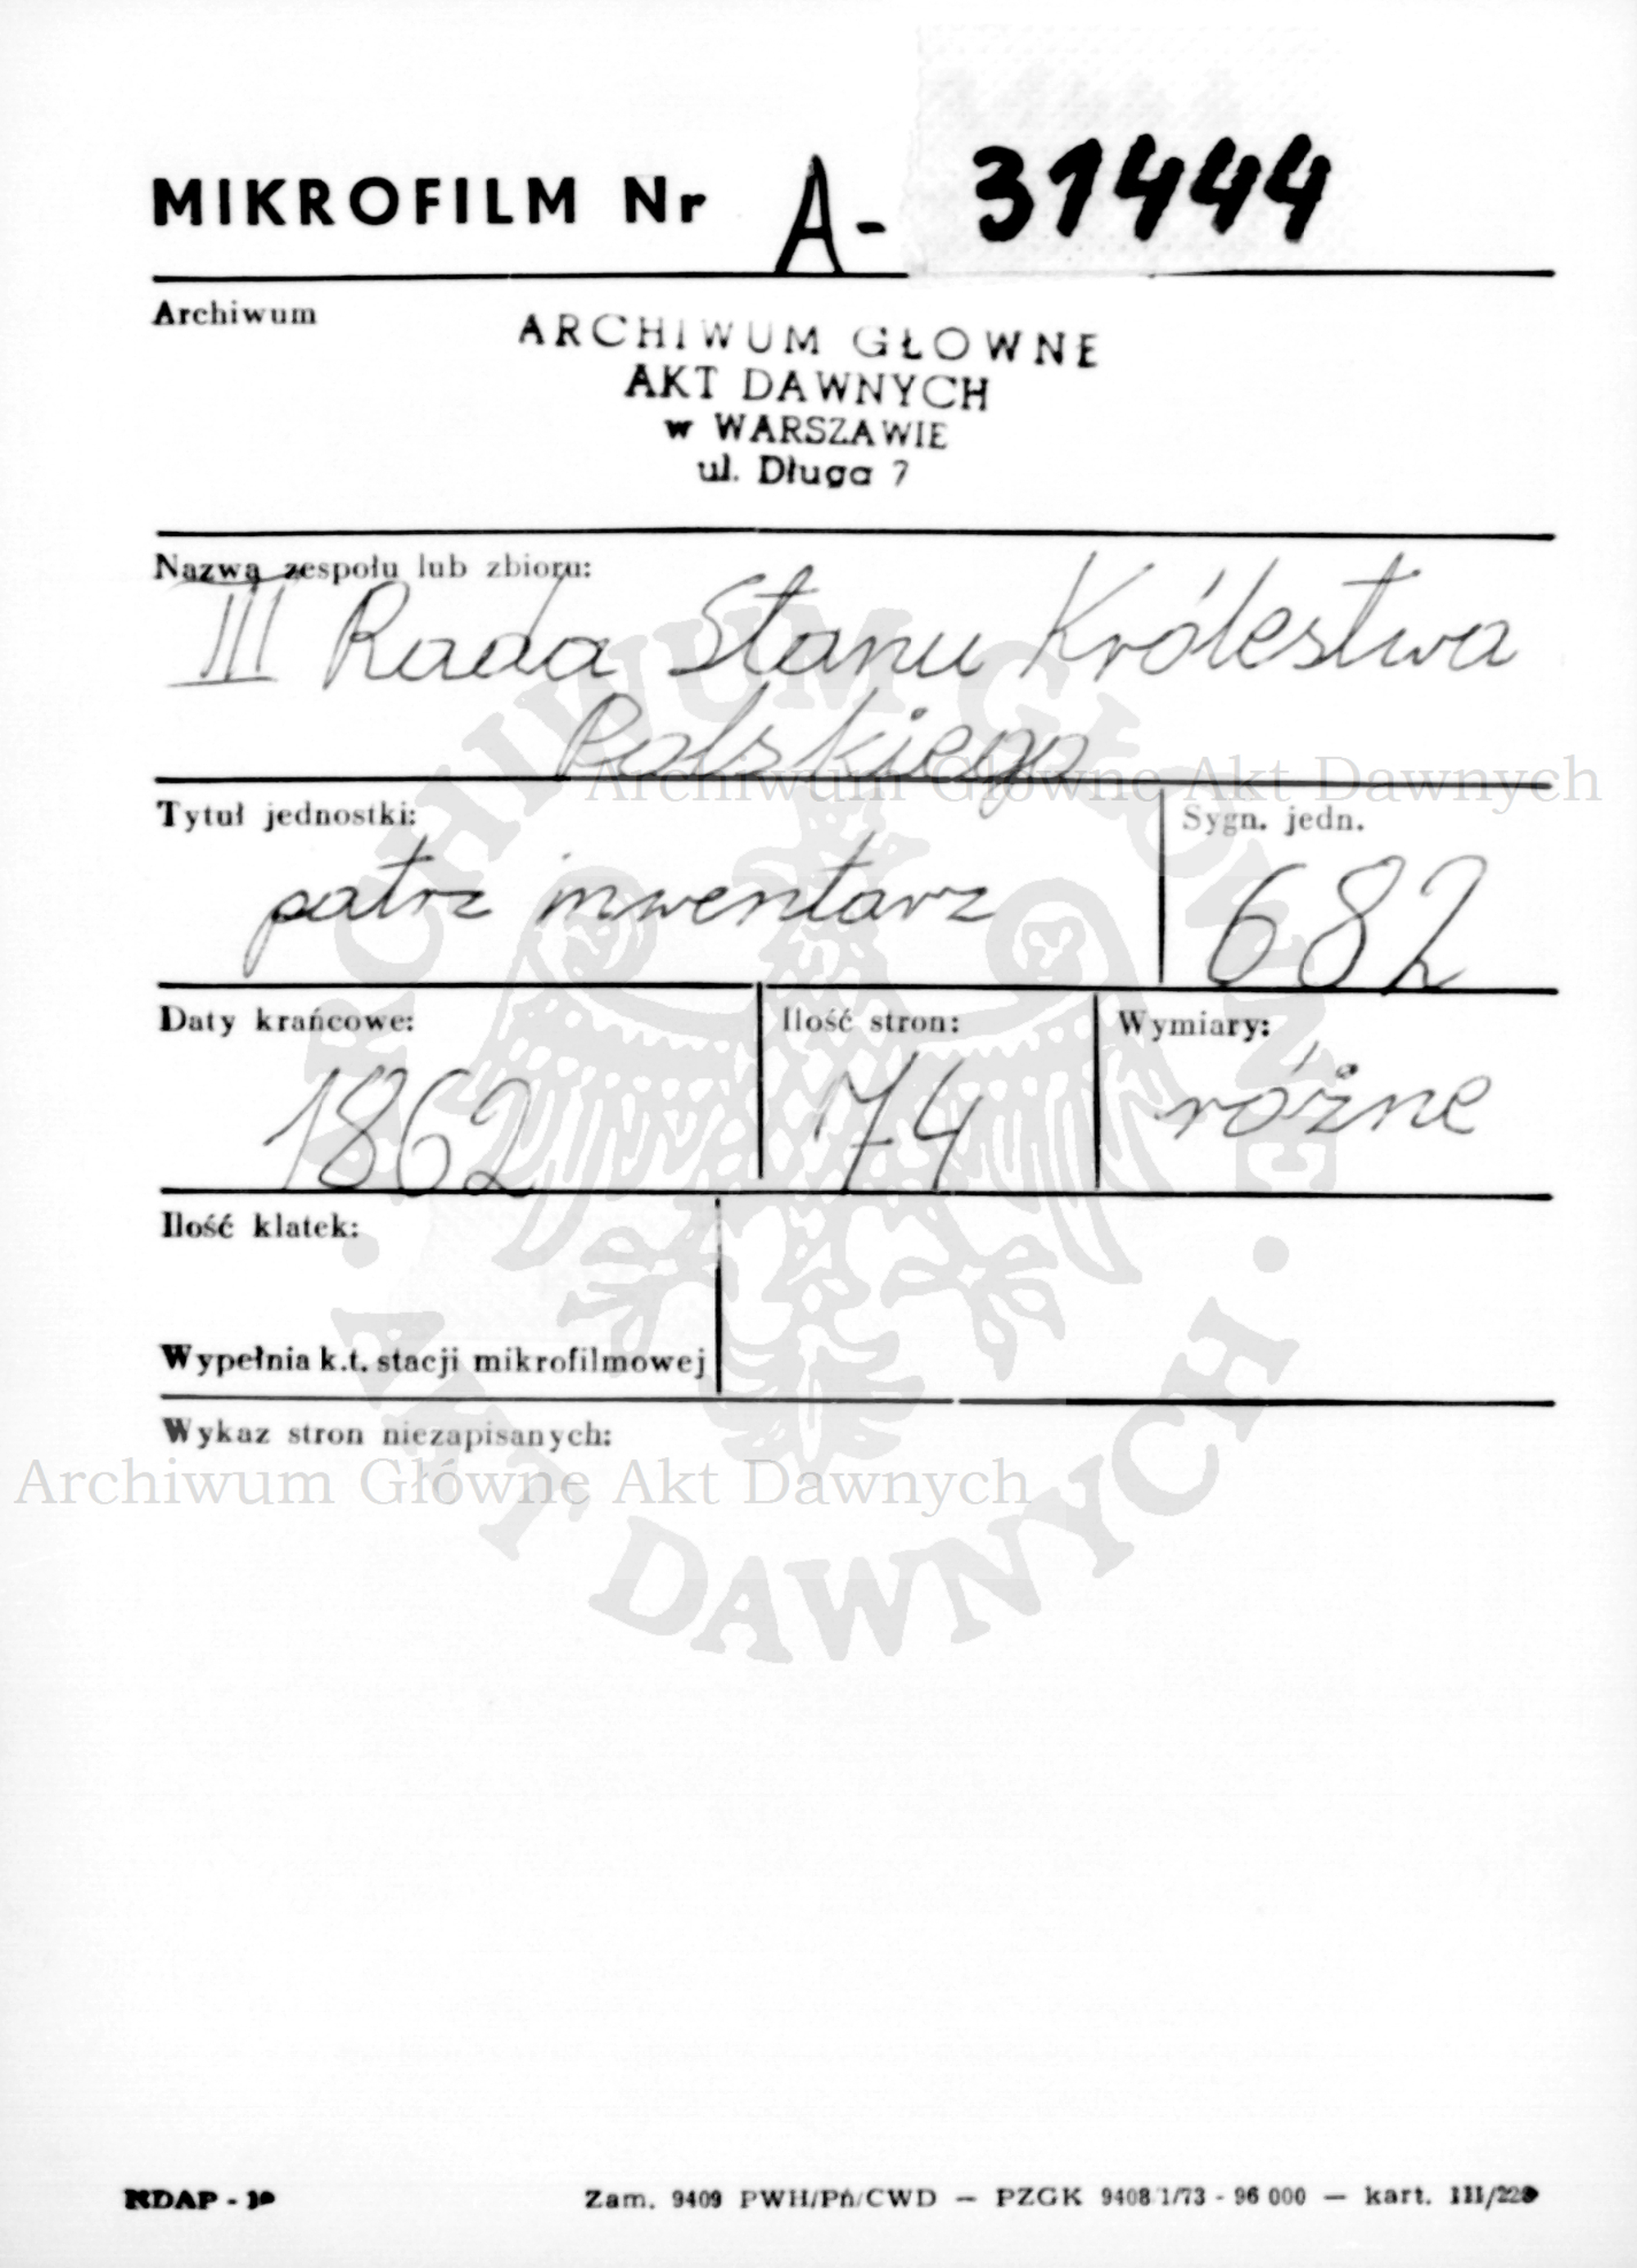 MIKROFILM Nr A- 31444
Archiwum
ARCHIWUM GŁOWNE
AKT DAWNYCH
w WARSZAWIE
ul. Długa 7
Nazwa zespołu lub zbioru:
III Rada Stanu Królestwa
Polskiego
Archiwum Główne Akt Dawnych
Tytuł jednostki:
patrz inwentarz
Sygn. jedn.
682
Daty krańcowe:
1862
Ilość stron:
74
Wymiary:
różne
Ilość klatek:
Wypełnia k.t. stacji mikrofilmowej
Wykaz stron niezapisanych:
Archiwum Główne Akt Dawnych
ARCHIWUM GŁÓWNE
AKT DAWNYCH
Zam. 9409 PWH/Pń/CWD — PZGK 9408/1/73 - 96 000 — kart.